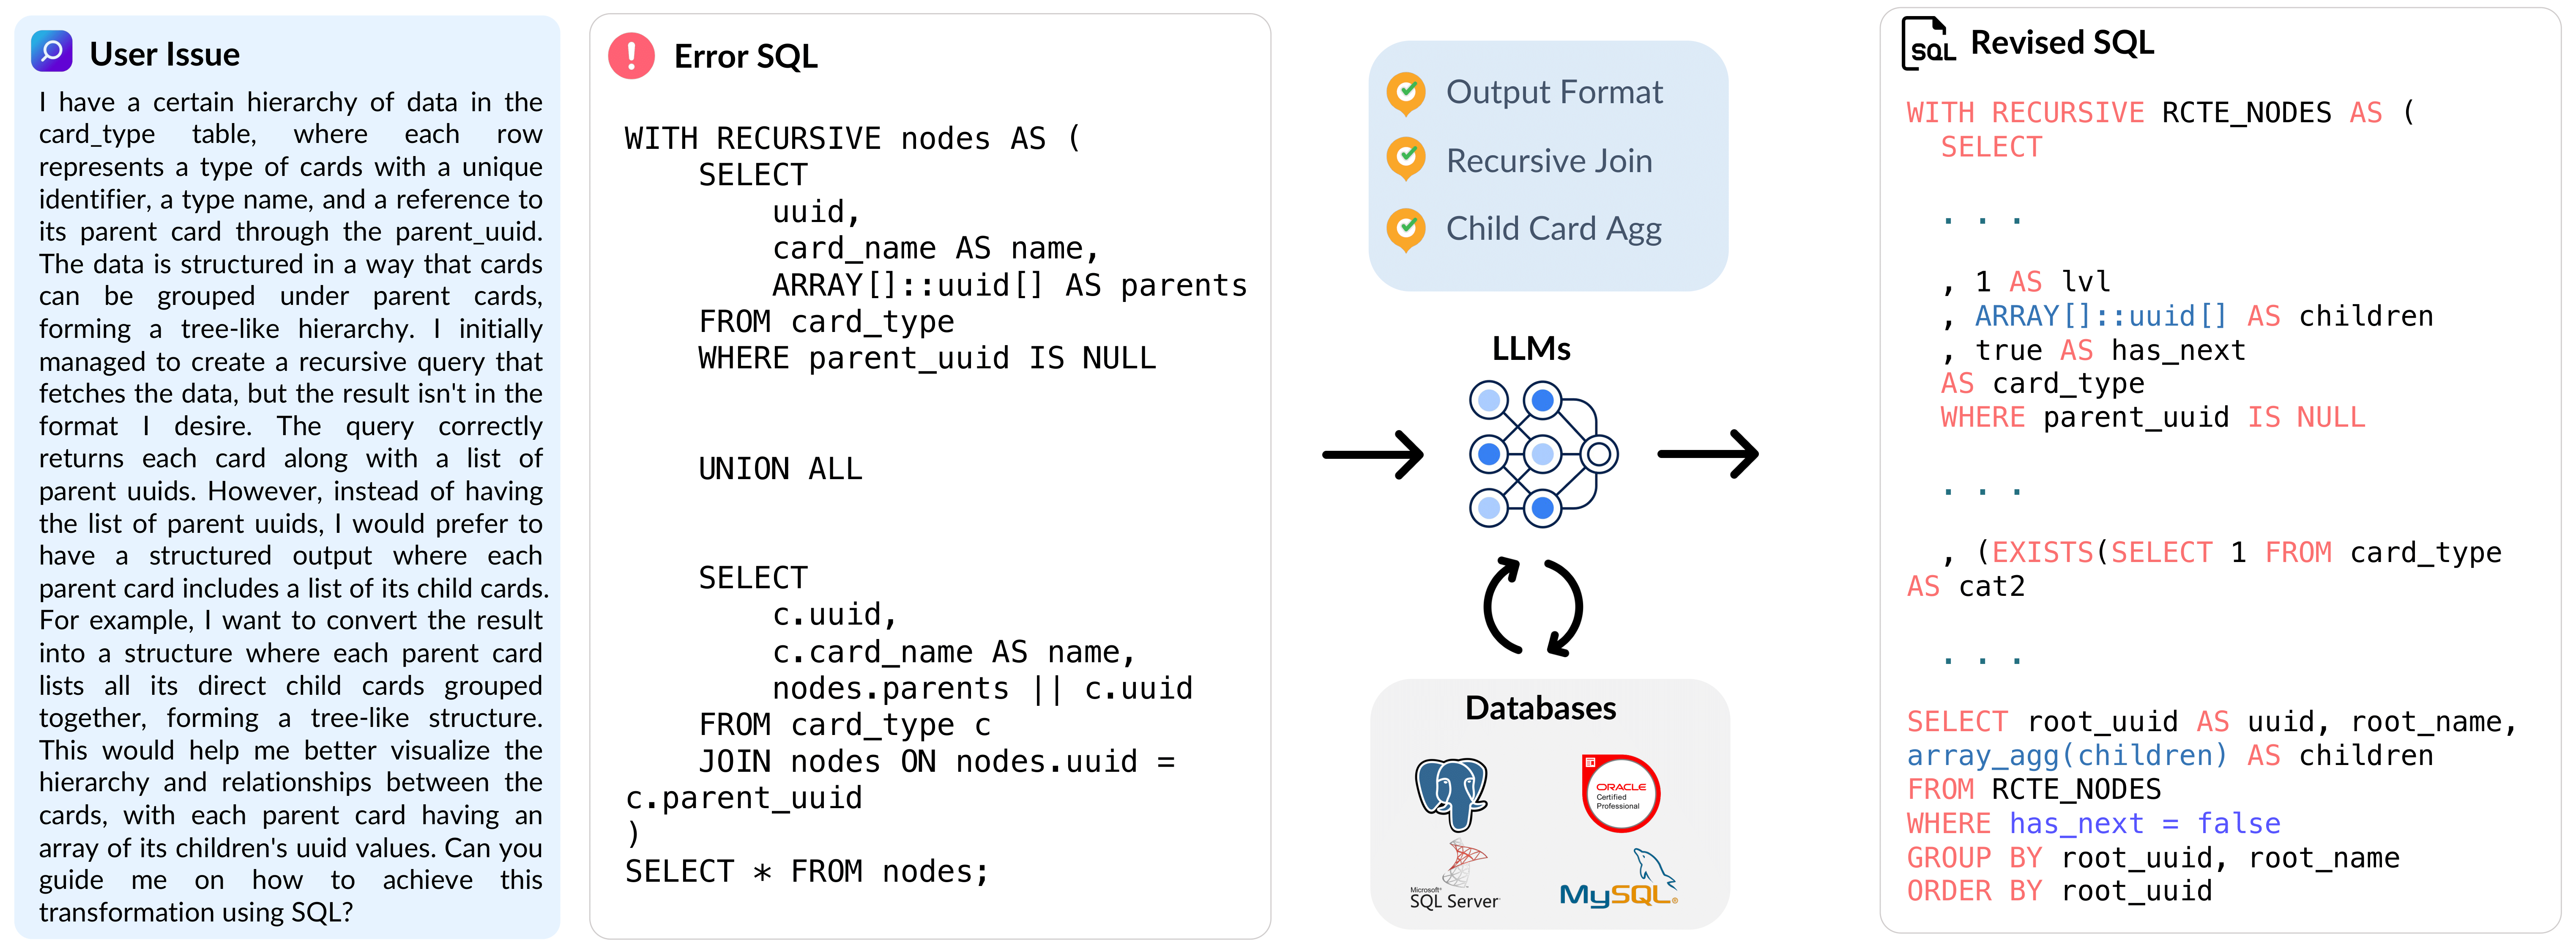 User Issue
I have a certain hierarchy of data in the
card_type table, where each row
represents a type of cards with a unique
identifier, a type name, and a reference to
its parent card through the parent_uuid.
The data is structured in a way that cards
can be grouped under parent cards,
forming a tree-like hierarchy. I initially
managed to create a recursive query that
fetches the data, but the result isn't in the
format I desire. The query correctly
returns each card along with a list of
parent uuids. However, instead of having
the list of parent uuids, I would prefer to
have a structured output where each
parent card includes a list of its child cards.
For example, I want to convert the result
into a structure where each parent card
lists all its direct child cards grouped
together, forming a tree-like structure.
This would help me better visualize the
hierarchy and relationships between the
cards, with each parent card having an
array of its children's uuid values. Can you
guide me on how to achieve this
transformation using SQL?
Error SQL
WITH RECURSIVE nodes AS (
SELECT
uuid,
card_name AS name,
ARRAY[]::uuid[] AS parents
FROM card_type
WHERE parent_uuid IS NULL
UNION ALL
SELECT
c.uuid,
c.card_name AS name,
nodes.parents || c.uuid
FROM card_type c
JOIN nodes ON nodes.uuid =
c.parent_uuid
)
SELECT * FROM nodes;
Output Format
Recursive Join
Child Card Agg
LLMs
Databases
ORACLE
Certified
Professional
Microsoft
SQL Server
MySQL
SQL
Revised SQL
WITH RECURSIVE RCTE_NODES AS (
SELECT
. . .
, 1 AS lvl
, ARRAY[]::uuid[] AS children
, true AS has_next
AS card_type
WHERE parent_uuid IS NULL
. . .
, (EXISTS(SELECT 1 FROM card_type
AS cat2
. . .
SELECT root_uuid AS uuid, root_name,
array_agg(children) AS children
FROM RCTE_NODES
WHERE has_next = false
GROUP BY root_uuid, root_name
ORDER BY root_uuid